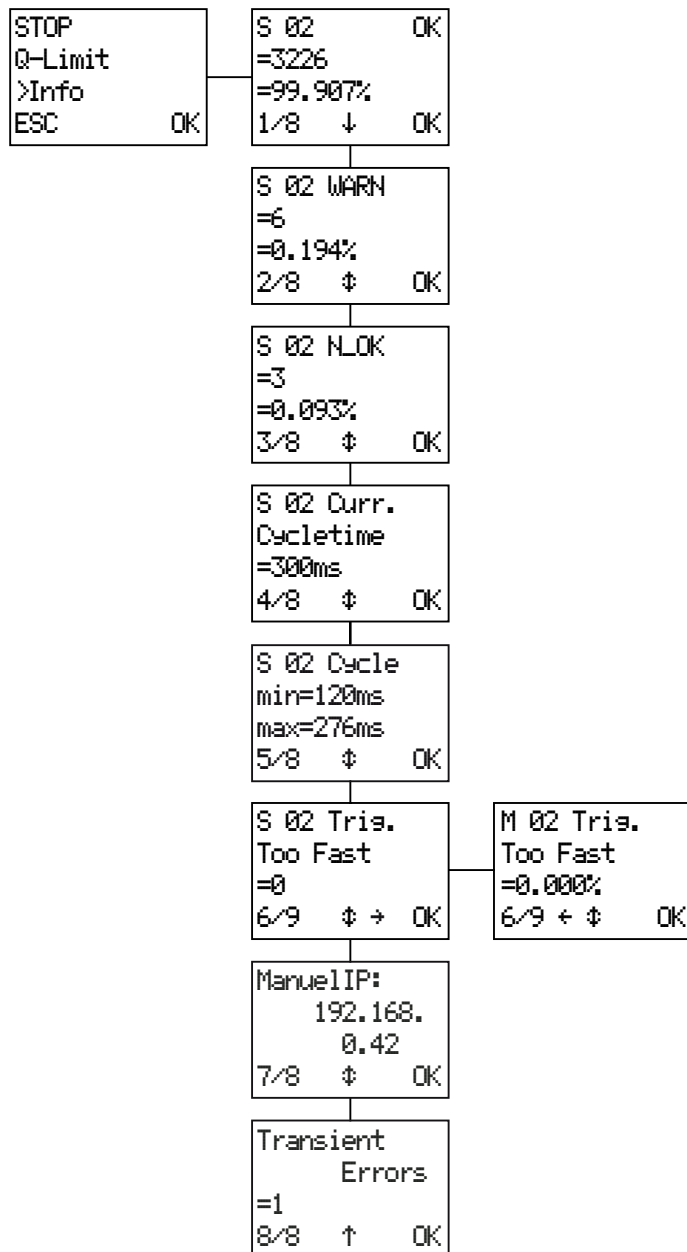 STOP
Q-Limit
>Info
ESC OK
S 02 OK
=3226
=99.907%
1/8 ↓ OK
S 02 WARN
=6
=0.194%
2/8 ⇕ OK
S 02 N_OK
=3
=0.093%
3/8 ⇕ OK
S 02 Curr.
Cycletime
=300ms
4/8 ⇕ OK
S 02 Cycle
min=120ms
max=276ms
5/8 ⇕ OK
S 02 Trig.
Too Fast
=0
6/9 ⇕ → OK
M 02 Trig.
Too Fast
=0.000%
6/9 ← ⇕ OK
ManuelIP:
192.168.
0.42
7/8 ⇕ OK
Transient
Errors
=1
8/8 ↑ OK